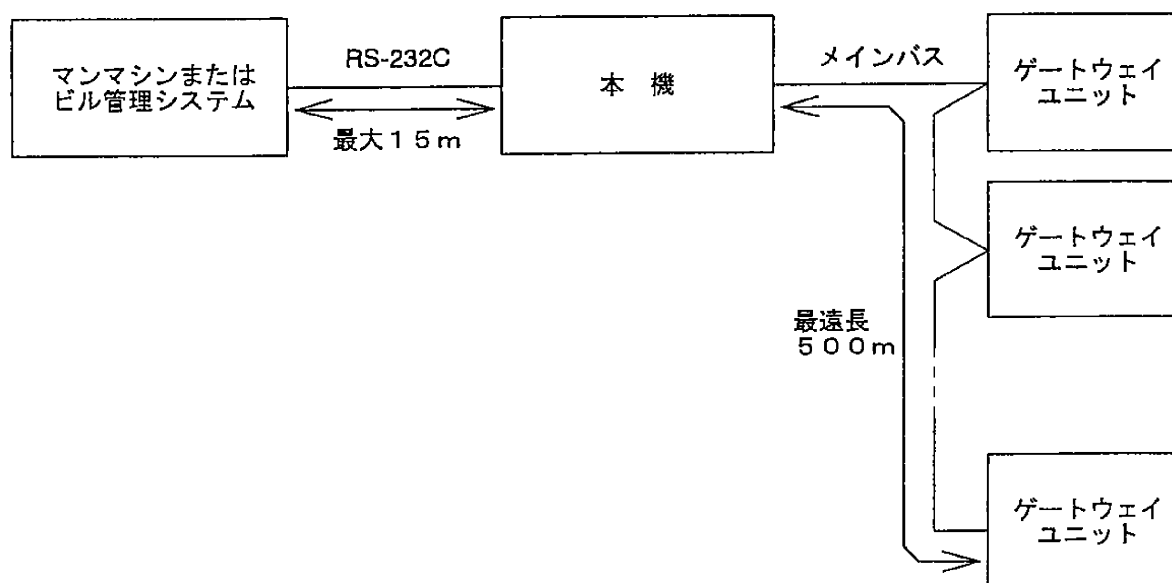 マンマシンまたは
ビル管理システム
RS-232C
最大１５ｍ
本　機
メインバス
ゲートウェイ
ユニット
ゲートウェイ
ユニット
最遠長
５００ｍ
ゲートウェイ
ユニット